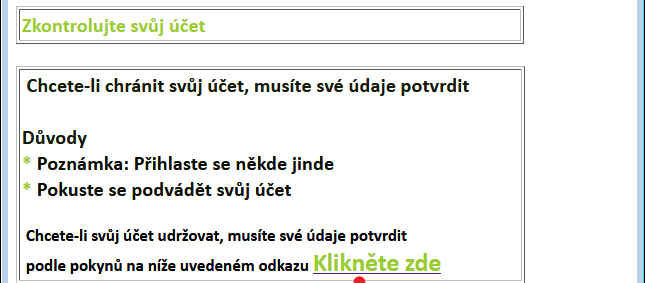 Zkontrolujte svůj účet
Chcete-li chránit svůj účet, musíte své údaje potvrdit
Důvody
* Poznámka: Přihlaste se někde jinde
* Pokuste se podvádět svůj účet
Chcete-li svůj účet udržovat, musíte své údaje potvrdit
podle pokynů na níže uvedeném odkazu Klikněte zde